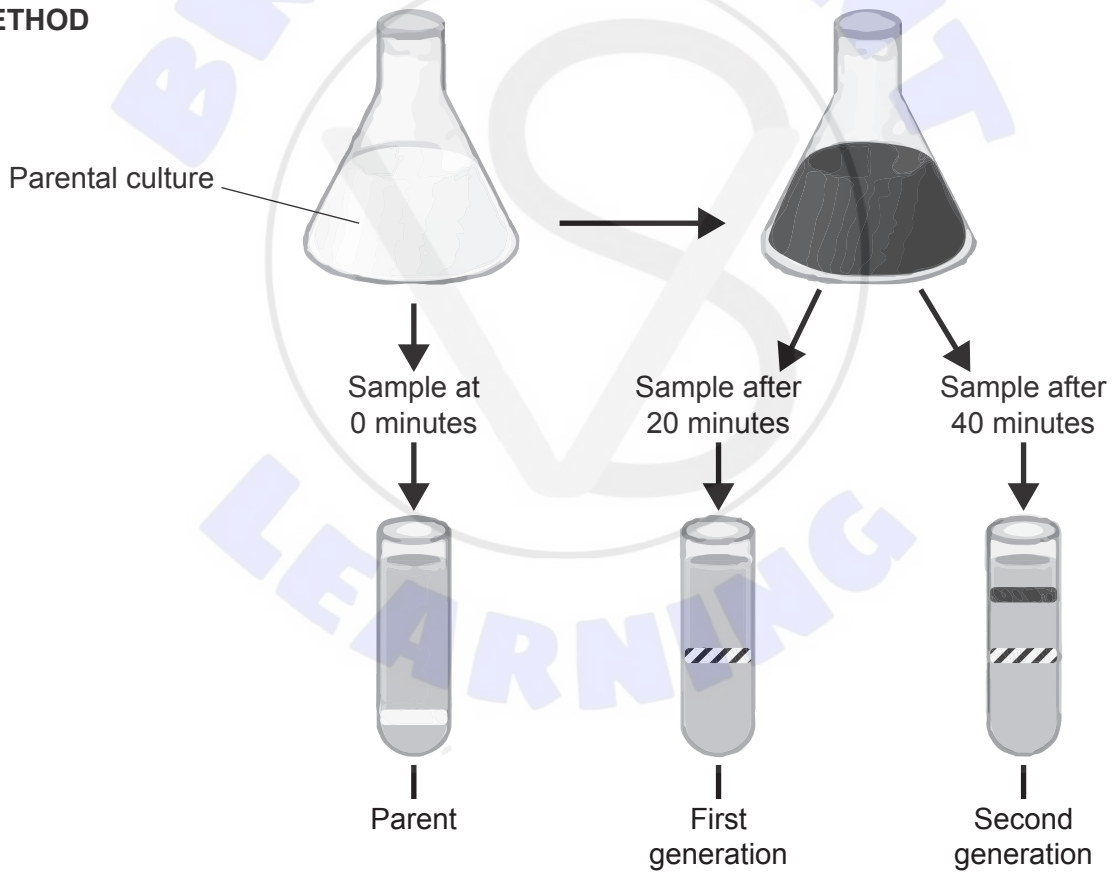 ETHOD
Parental culture
Sample at
0 minutes
Sample after
20 minutes
Sample after
40 minutes
LEARNING
Parent
First
generation
Second
generation